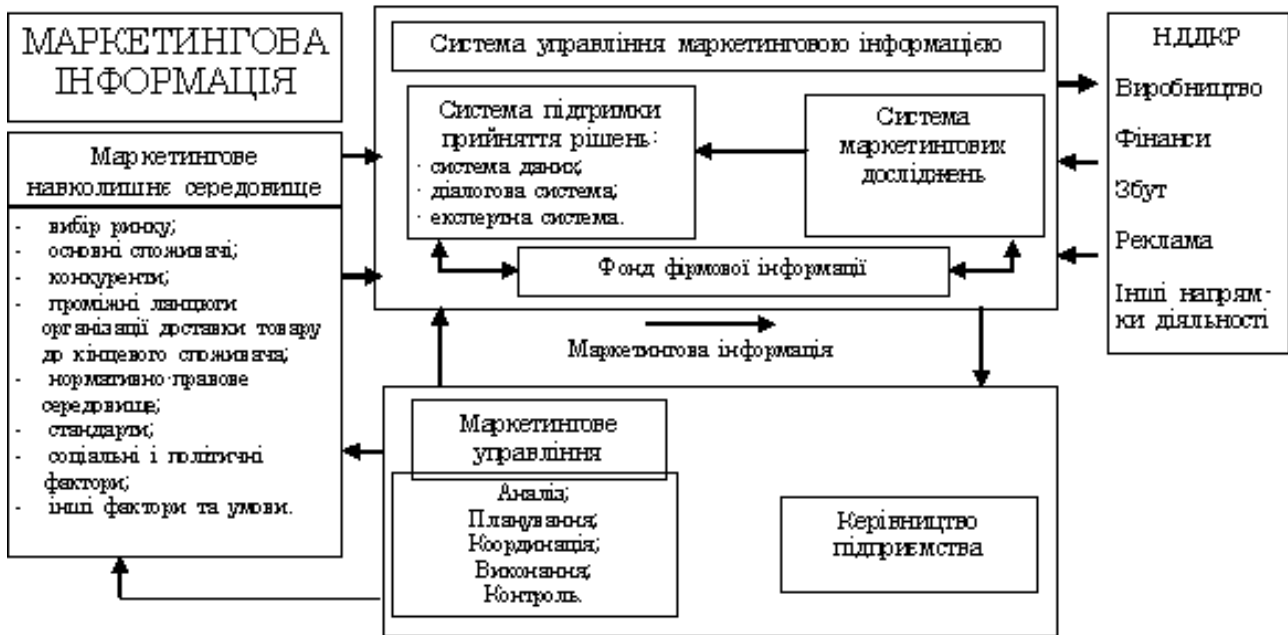 МАРКЕТИНГОВА
ІНФОРМАЦІЯ
Маркетингове
навколишнє середовище
- вибір ринку;
- основні споживачі;
- конкуренти;
- проміжні ланцюги
організації доставки товару
до кінцевого споживача;
- нормативно-правове
середовище;
- стандарти;
- соціальні і політичні
фактори;
- інші фактори та умови.
Система управління маркетинговою інформацією
Система підтримки
прийняття рішень:
· система даних;
· діалогова система;
· експертна система.
Система
маркетингових
досліджень
Фонд фірмової інформації
Маркетингова інформація
Маркетингове
управління
Аналіз;
Планування;
Координація;
Виконання;
Контроль.
Керівництво
підприємства
НДДКР
Виробництво
Фінанси
Збут
Реклама
Інші напрям-
ки діяльності